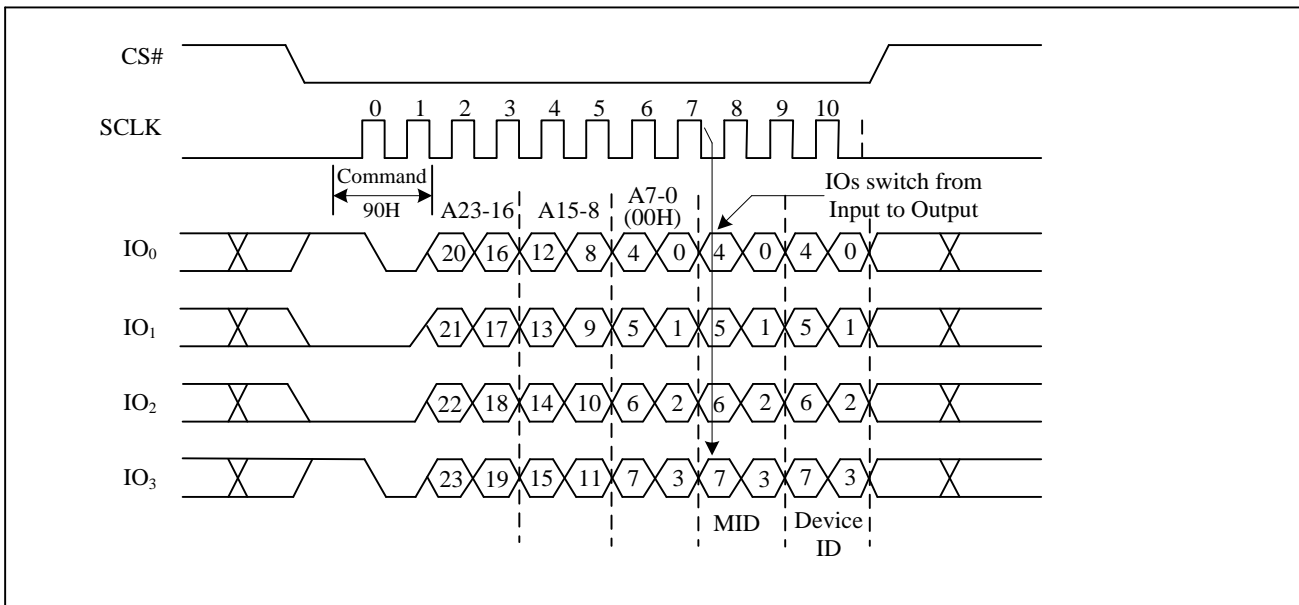 CS#
0 1 2 3 4 5 6 7 8 9 10
SCLK
Command
90H
A23-16 A15-8 A7-0
(00H)
IOs switch from
Input to Output
IO0 20 16 12 8 4 0 4 0 4 0
IO1 21 17 13 9 5 1 5 1 5 1
IO2 22 18 14 10 6 2 6 2 6 2
IO3 23 19 15 11 7 3 7 3 7 3
MID Device
ID